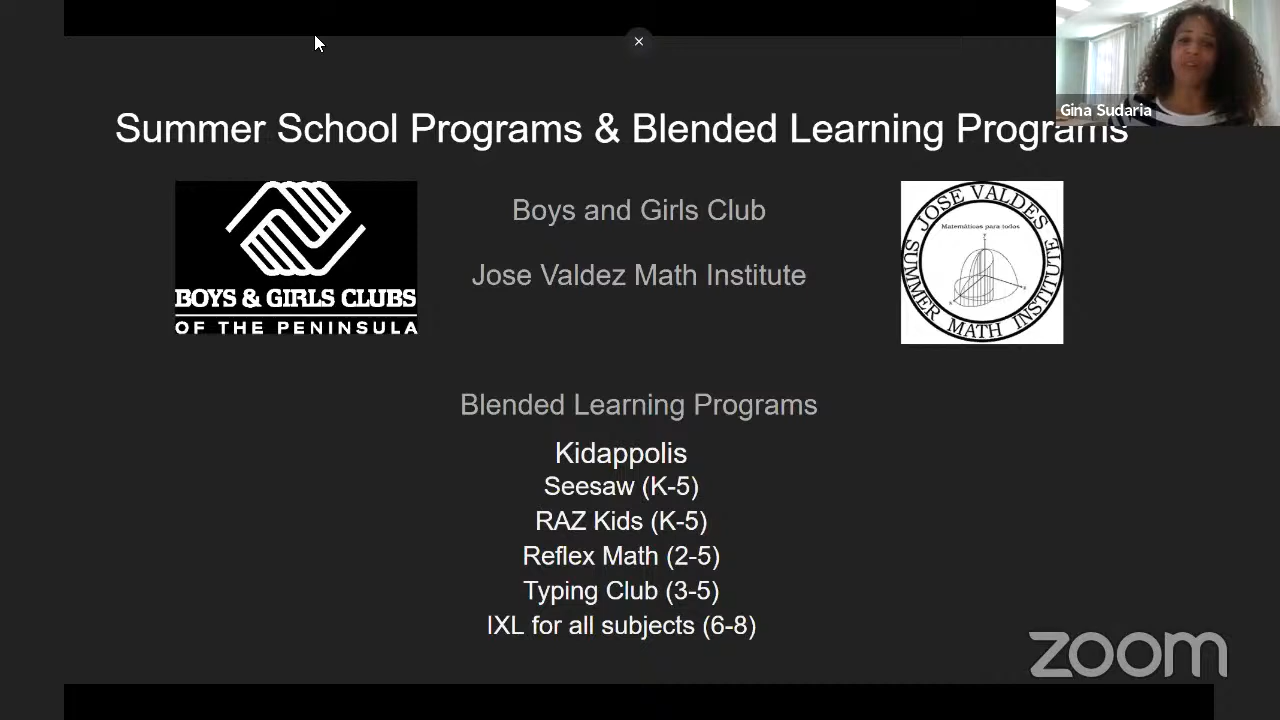 Gina Sudaria
Summer School Programs & Blended Learning Programs
BOYS & GIRLS CLUBS
OF THE PENINSULA
Boys and Girls Club
Jose Valdez Math Institute
JOSE VALDES
Matemáticas para todos
SUMMER MATH INSTITUTE
Blended Learning Programs
Kidappolis
Seesaw (K-5)
RAZ Kids (K-5)
Reflex Math (2-5)
Typing Club (3-5)
IXL for all subjects (6-8)
zoom